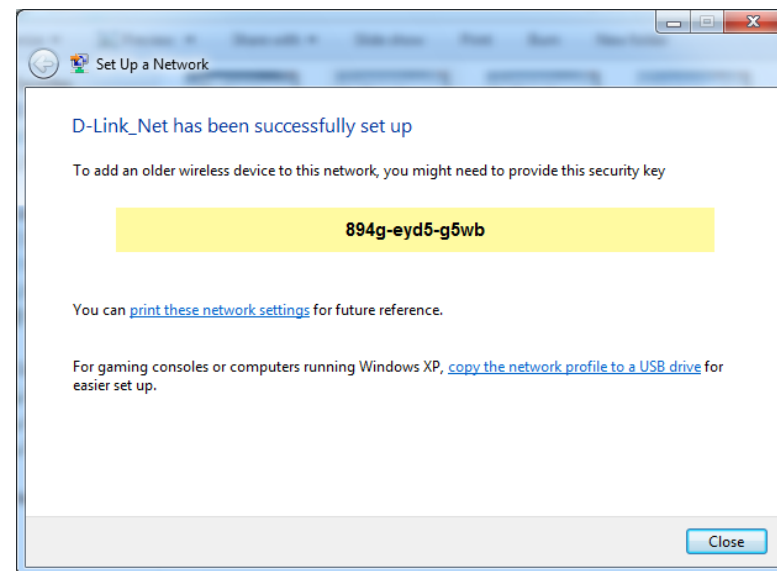 Set Up a Network
D-Link_Net has been successfully set up
To add an older wireless device to this network, you might need to provide this security key
894g-eyd5-g5wb
You can print these network settings for future reference.
For gaming consoles or computers running Windows XP, copy the network profile to a USB drive for
easier set up.
Close